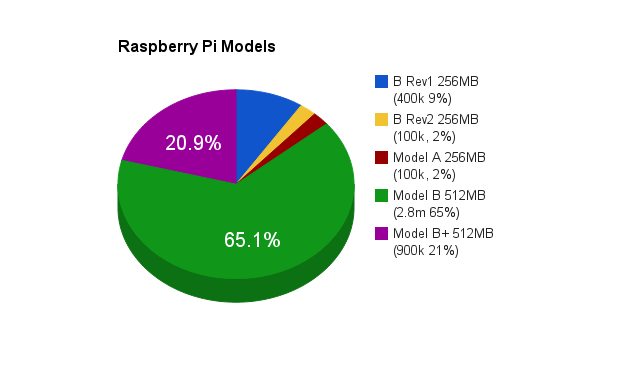 Raspberry Pi Models
B Rev1 256MB
(400k 9%)
B Rev2 256MB
(100k, 2%)
Model A 256MB
(100k, 2%)
Model B 512MB
(2.8m 65%)
Model B+ 512MB
(900k 21%)
20.9%
65.1%